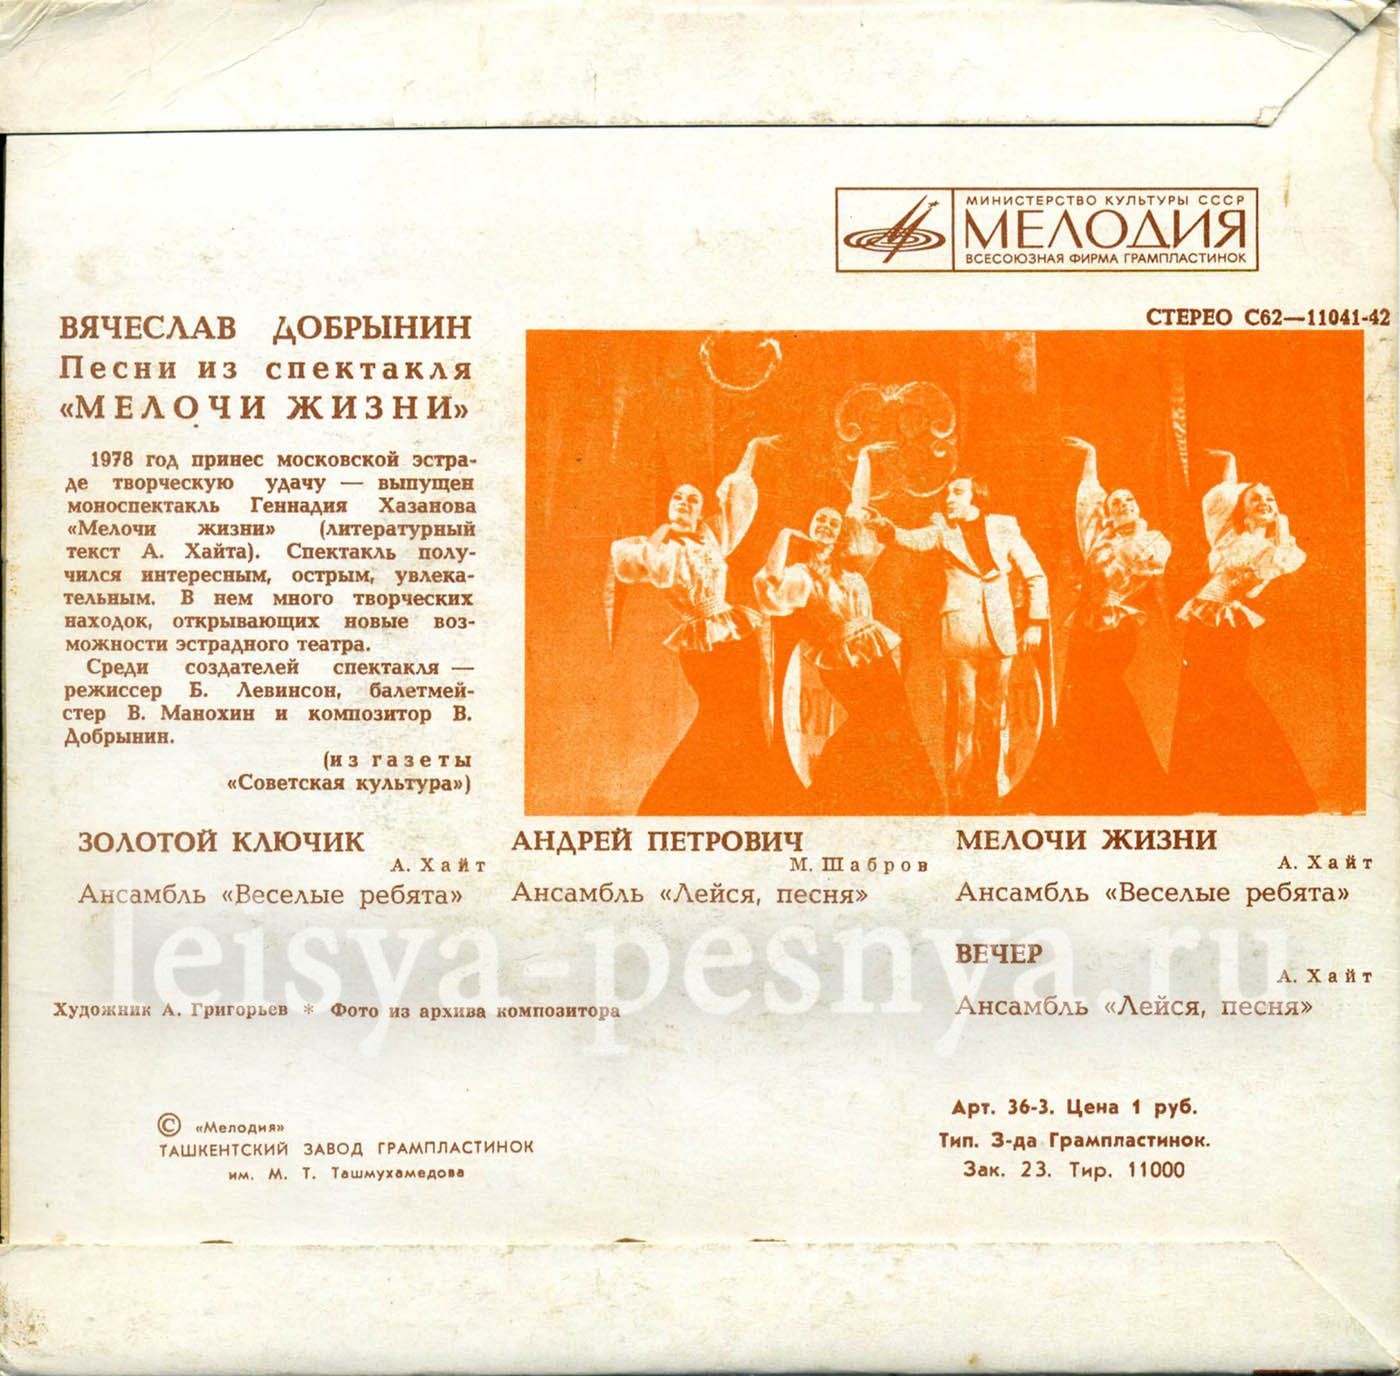 МИНИСТЕРСТВО КУЛЬТУРЫ СССР
МЕЛОДИЯ
ВСЕСОЮЗНАЯ ФИРМА ГРАМПЛАСТИНОК
СТЕРЕО С62—11041-42
ВЯЧЕСЛАВ ДОБРЫНИН
Песни из спектакля
«МЕЛОЧИ ЖИЗНИ»
1978 год принес московской эстра-
де творческую удачу — выпущен
моноспектакль Геннадия Хазанова
«Мелочи жизни» (литературный
текст А. Хайта). Спектакль полу-
чился интересным, острым, увлека-
тельным. В нем много творческих
находок, открывающих новые воз-
можности эстрадного театра.
Среди создателей спектакля —
режиссер Б. Левинсон, балетмей-
стер В. Манохин и композитор В.
Добрынин.
(из газеты
«Советская культура»)
ЗОЛОТОЙ КЛЮЧИК
А. Хайт
Ансамбль «Веселые ребята»
АНДРЕЙ ПЕТРОВИЧ
М. Шабров
Ансамбль «Лейся, песня»
МЕЛОЧИ ЖИЗНИ
А. Хайт
Ансамбль «Веселые ребята»
ВЕЧЕР
А. Хайт
Ансамбль «Лейся, песня»
leisya-pesnya.ru
Художник А. Григорьев * Фото из архива композитора
© «Мелодия»
ТАШКЕНТСКИЙ ЗАВОД ГРАМПЛАСТИНОК
им. М. Т. Ташмухамедова
Арт. 36-3. Цена 1 руб.
Тип. З-да Грампластинок.
Зак. 23. Тир. 11000